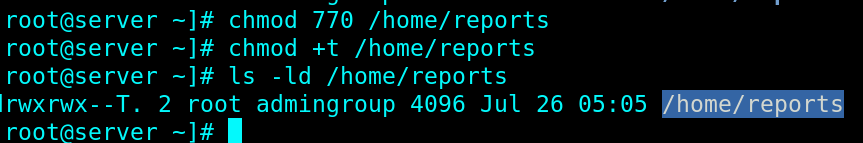 root@server ~]# chmod 770 /home/reports
root@server ~]# chmod +t /home/reports
root@server ~]# ls -ld /home/reports
drwxrwx--T. 2 root admingroup 4096 Jul 26 05:05 /home/reports
root@server ~]#